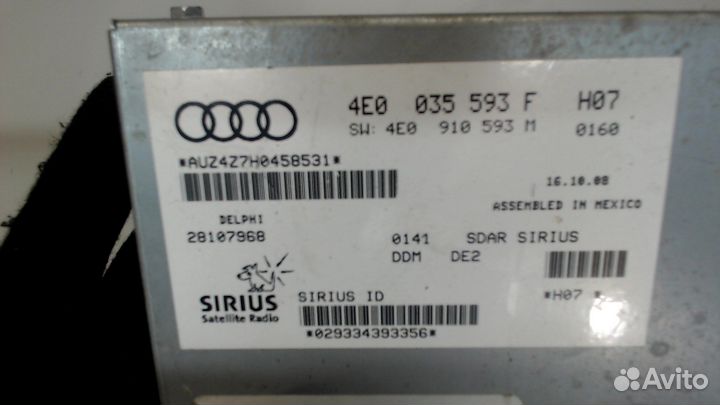 4E0 035 593 F H07
SW: 4E0 910 593 M 0160
*AUZ4Z7H0458531*
16.10.08
ASSEMBLED IN MEXICO
DELPHI
28107968
0141 SDAR SIRIUS
DDM DE2
SIRIUS
Satellite Radio
SIRIUS ID
*H07 *
*029334393356*
Avito